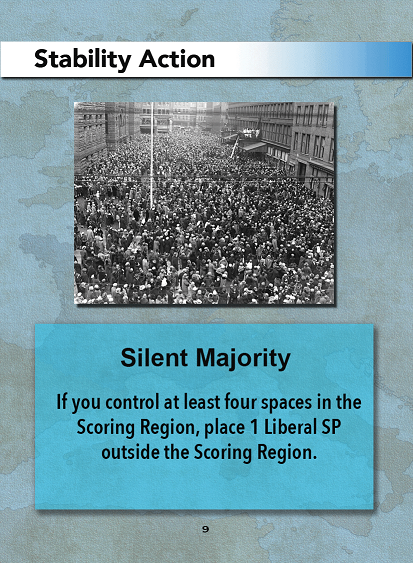 Stability Action
Silent Majority
If you control at least four spaces in the
Scoring Region, place 1 Liberal SP
outside the Scoring Region.
9